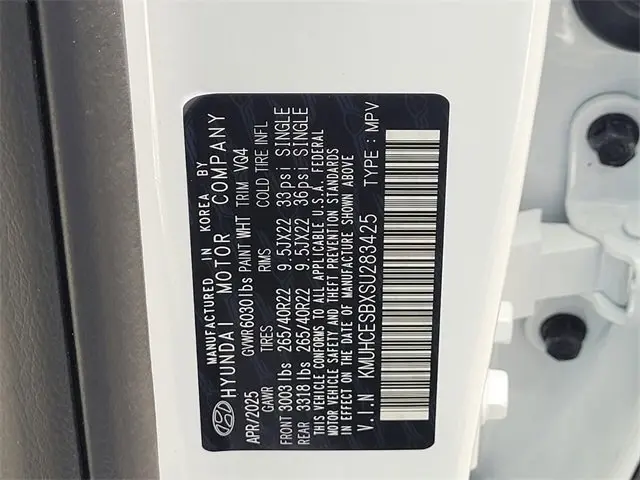 MANUFACTURED IN KOREA BY
HYUNDAI MOTOR COMPANY
APR/2025 GVWR 6030 lbs PAINT WHT TRIM VQ4
GAWR TIRES RIMS COLD TIRE INFL
FRONT 3003 lbs 265/40R22 9.5JX22 33psi SINGLE
REAR 3318 lbs 265/40R22 9.5JX22 36psi SINGLE
THIS VEHICLE CONFORMS TO ALL APPLICABLE U.S.A. FEDERAL
MOTOR VEHICLE SAFETY AND THEFT PREVENTION STANDARDS
IN EFFECT ON THE DATE OF MANUFACTURE SHOWN ABOVE
V.I.N KMUHCESBXSU283425 TYPE : MPV